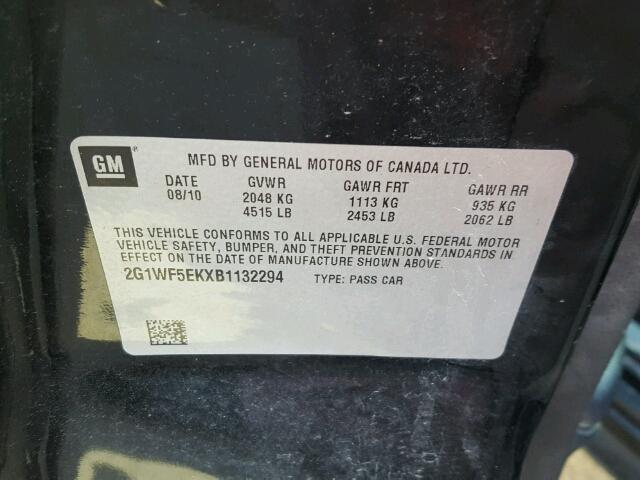 GM ® MFD BY GENERAL MOTORS OF CANADA LTD.
DATE GVWR GAWR FRT GAWR RR
08/10 2048 KG 1113 KG 935 KG
4515 LB 2453 LB 2062 LB
THIS VEHICLE CONFORMS TO ALL APPLICABLE U.S. FEDERAL MOTOR
VEHICLE SAFETY, BUMPER, AND THEFT PREVENTION STANDARDS IN
EFFECT ON THE DATE OF MANUFACTURE SHOWN ABOVE.
2G1WF5EKXB1132294 TYPE: PASS CAR